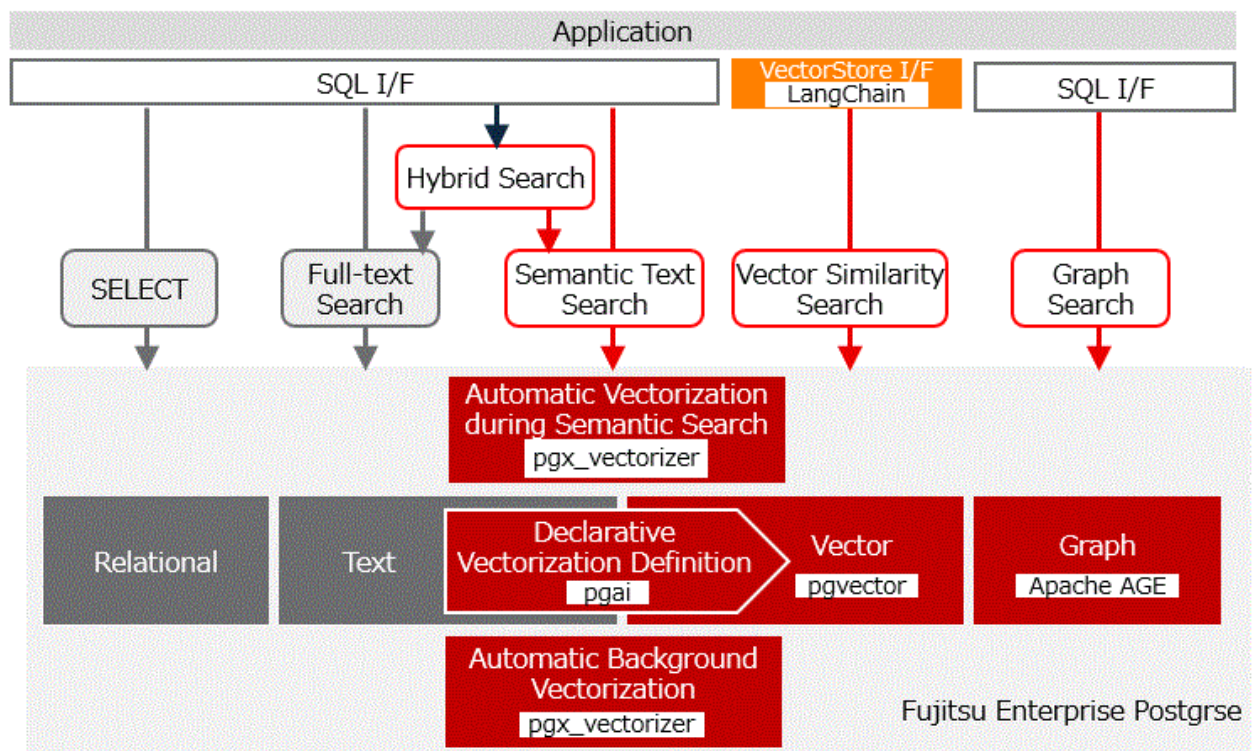 Application
SQL I/F
VectorStore I/F
LangChain
SQL I/F
Hybrid Search
SELECT
Full-text
Search
Semantic Text
Search
Vector Similarity
Search
Graph
Search
Automatic Vectorization
during Semantic Search
pgx_vectorizer
Relational
Text
Declarative
Vectorization Definition
pgai
Vector
pgvector
Graph
Apache AGE
Automatic Background
Vectorization
pgx_vectorizer
Fujitsu Enterprise Postgrse